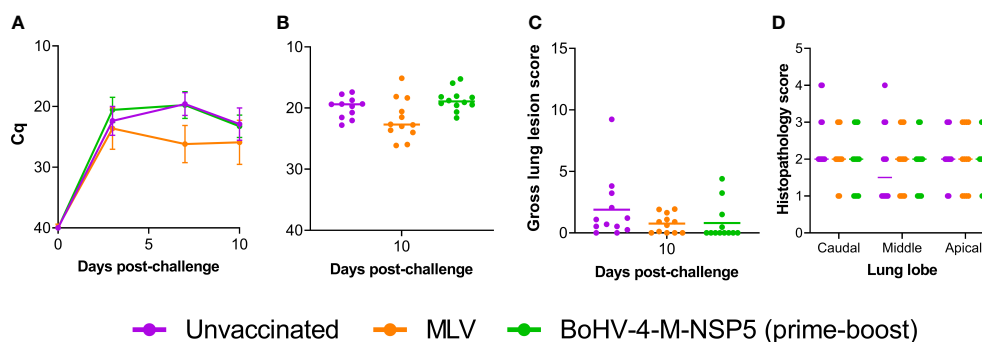 A
10
20
30
40
Cq
0
5
10
Days post-challenge
B
10
20
30
40
10
Days post-challenge
C
15
10
5
0
Gross lung lesion score
10
Days post-challenge
D
5
4
3
2
1
0
Histopathology score
Caudal Middle Apical
Lung lobe
Unvaccinated MLV BoHV-4-M-NSP5 (prime-boost)